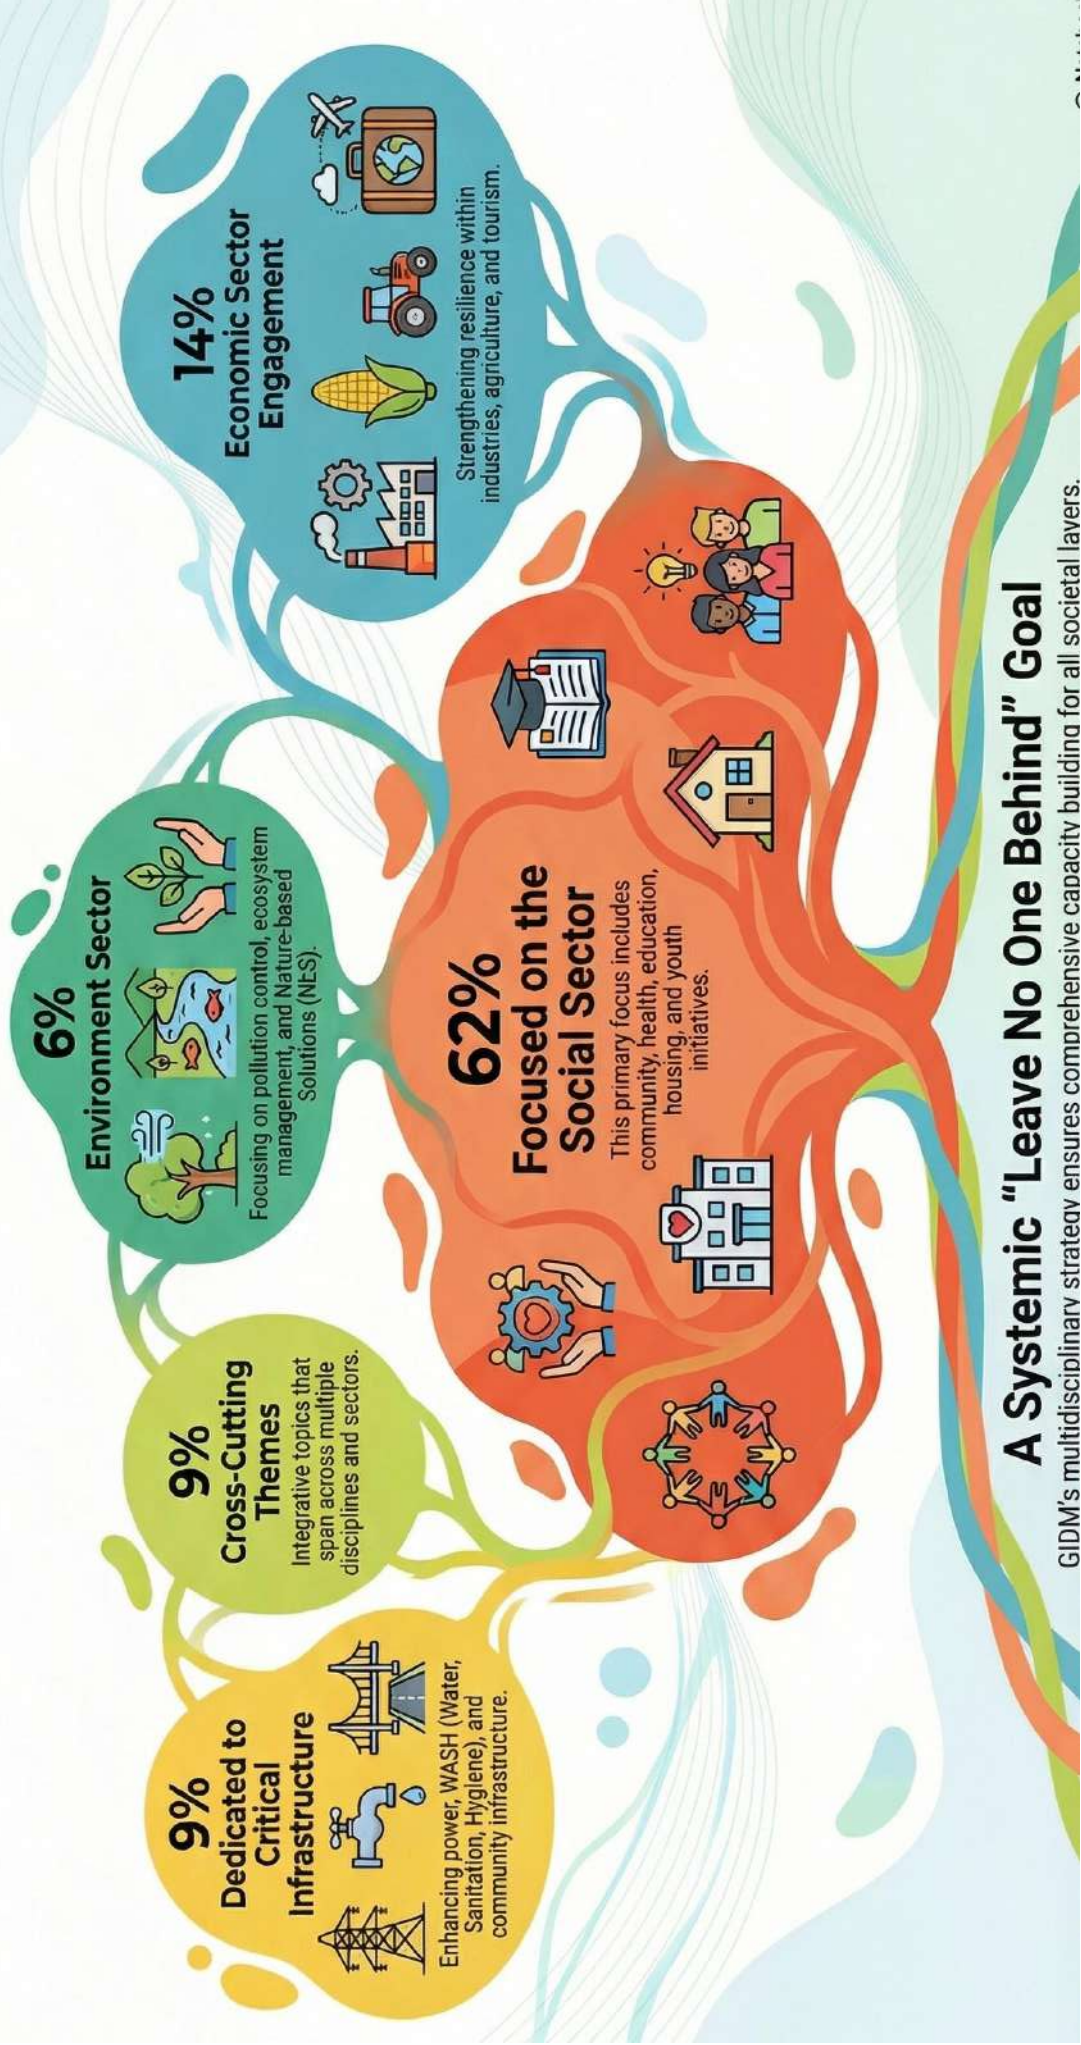 9%
Dedicated to
Critical
Infrastructure
Enhancing power, WASH (Water,
Sanitation, Hygiene), and
community infrastructure.
9%
Cross-Cutting
Themes
Integrative topics that
span across multiple
disciplines and sectors.
6%
Environment Sector
Focusing on pollution control, ecosystem
management, and Nature-based
Solutions (NES).
14%
Economic Sector
Engagement
Strengthening resilience within
industries, agriculture, and tourism.
62%
Focused on the
Social Sector
This primary focus includes
community, health, education,
housing, and youth
initiatives.
A Systemic “Leave No One Behind” Goal
GIDM's multidisciplinary strategy ensures comprehensive capacity building for all societal layers.